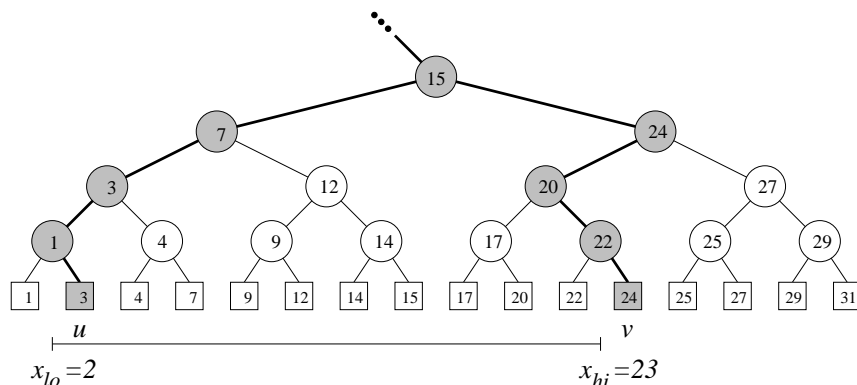 15
7 24
3 12 20 27
1 4 9 14 17 22 25 29
1 3 4 7 9 12 14 15 17 20 22 24 25 27 29 31
u v
x_lo=2 x_hi=23